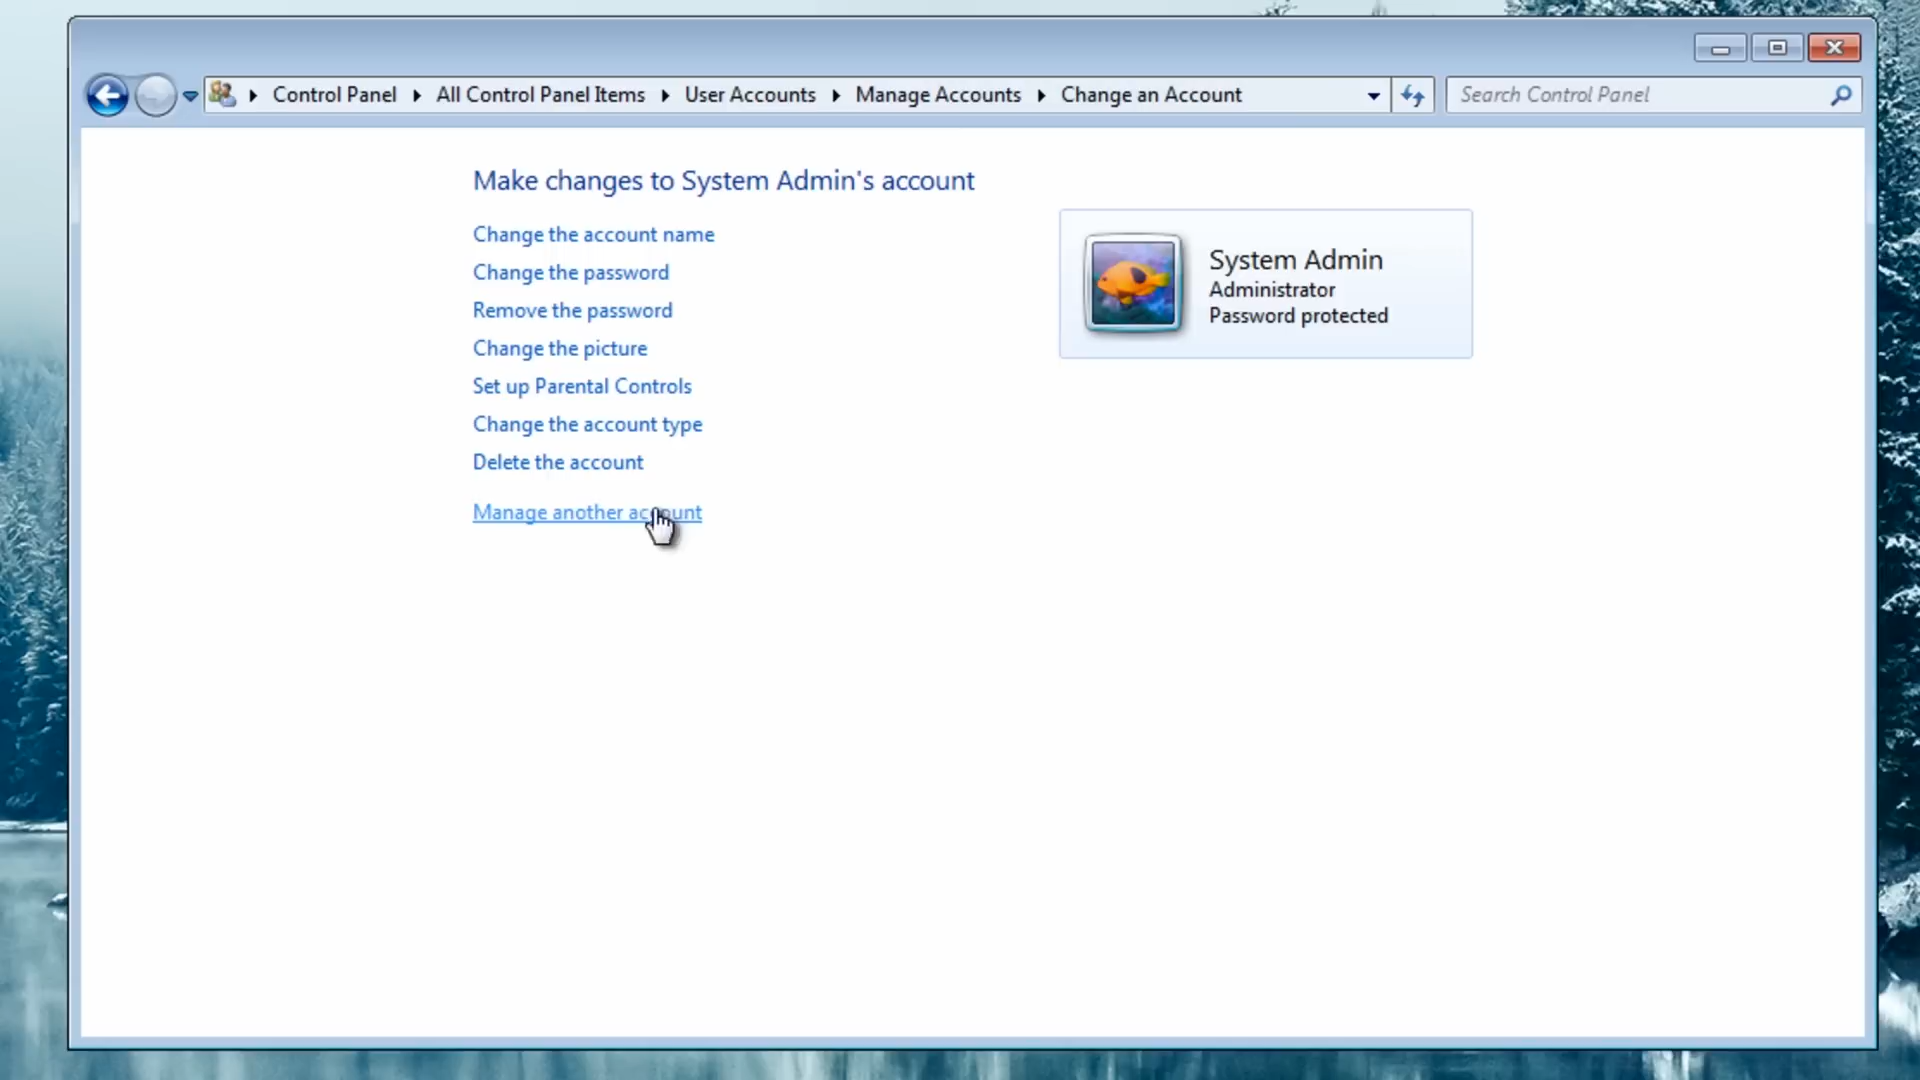 Control Panel All Control Panel Items User Accounts Manage Accounts Change an Account Search Control Panel
Make changes to System Admin's account
Change the account name
Change the password
Remove the password
Change the picture
Set up Parental Controls
Change the account type
Delete the account
Manage another account
System Admin
Administrator
Password protected